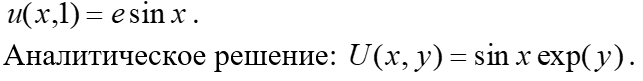 u(x,1) = e sin x .
Аналитическое решение: U(x, y) = sin x exp(y) .